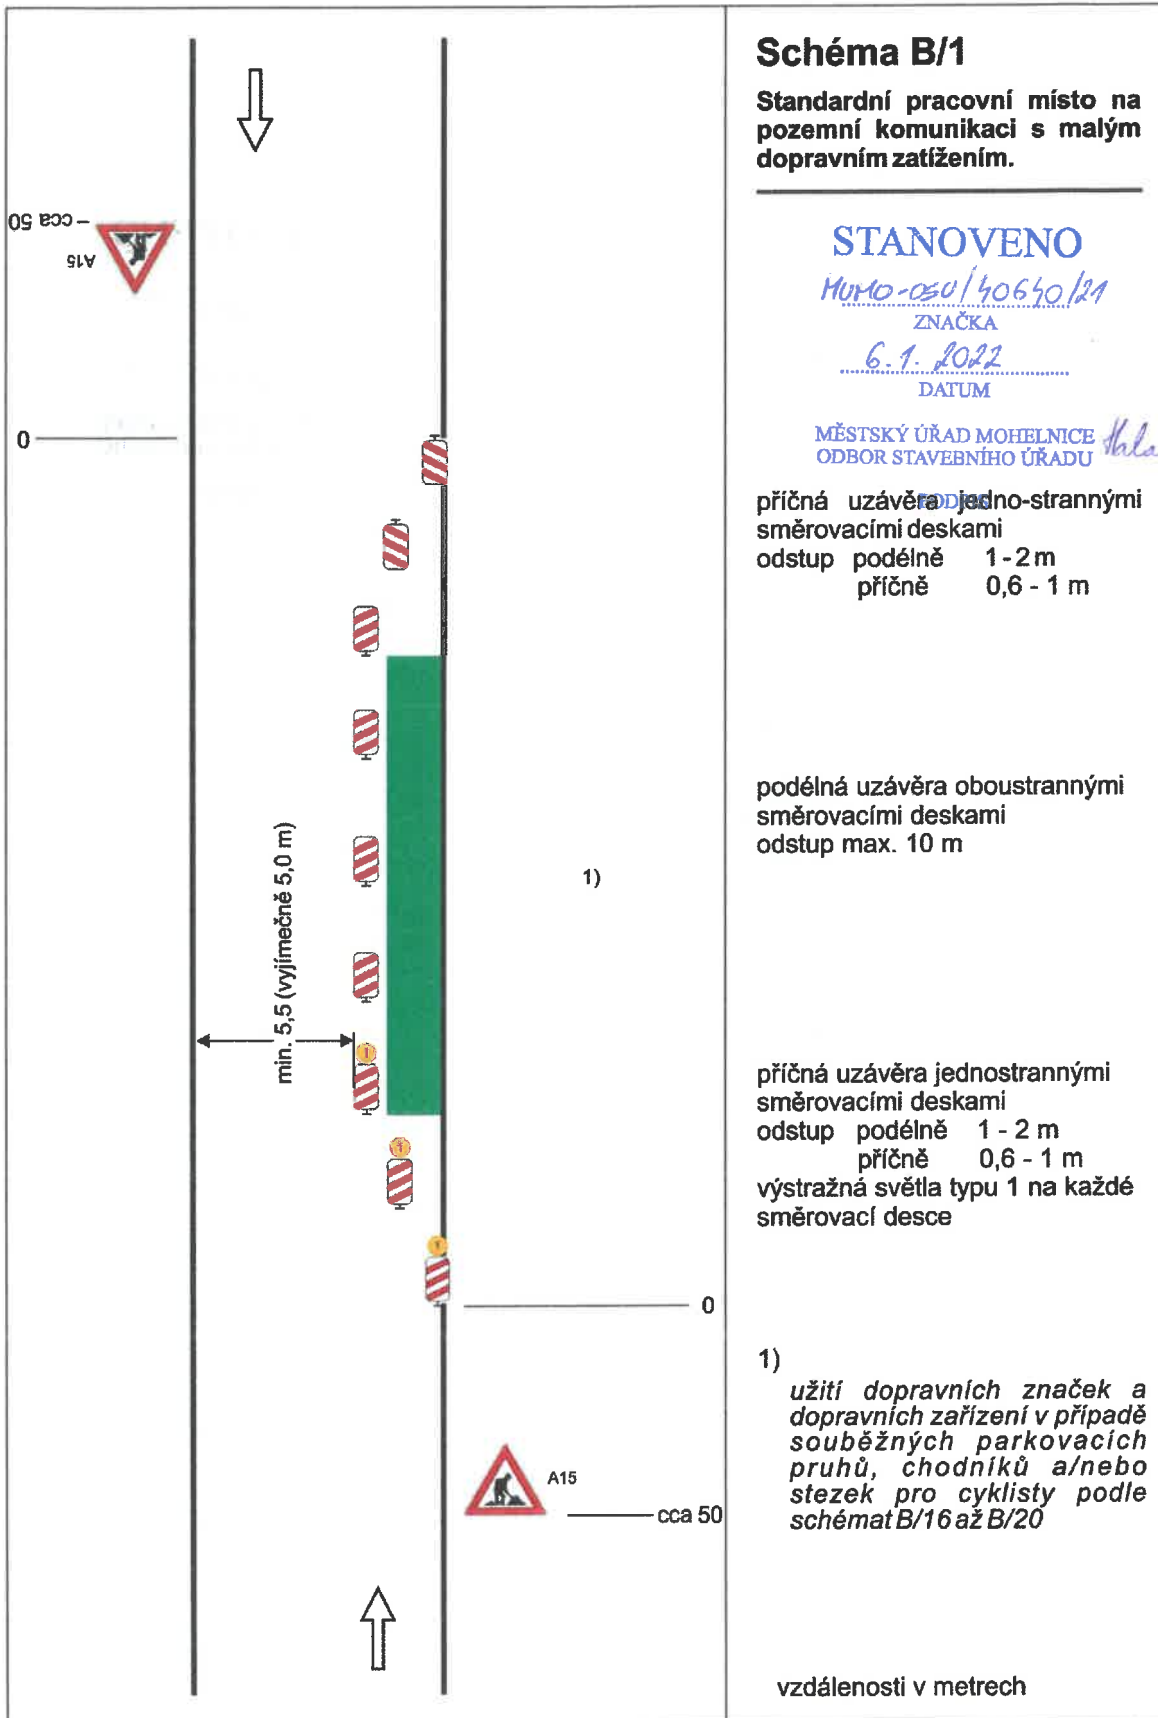 Schéma B/1
Standardní pracovní místo na
pozemní komunikaci s malým
dopravním zatížením.
STANOVENO
MUMO-OSU/40640/21
ZNAČKA
6. 1. 2022
DATUM
MĚSTSKÝ ÚŘAD MOHELNICE
ODBOR STAVEBNÍHO ÚŘADU
příčná uzávěra jedno-strannými
směrovacími deskami
odstup podélně 1 - 2 m
příčně 0,6 - 1 m
podélná uzávěra oboustrannými
směrovacími deskami
odstup max. 10 m
příčná uzávěra jednostrannými
směrovacími deskami
odstup podélně 1 - 2 m
příčně 0,6 - 1 m
výstražná světla typu 1 na každé
směrovací desce
1)
užití dopravních značek a
dopravních zařízení v případě
souběžných parkovacích
pruhů, chodníků a/nebo
stezek pro cyklisty podle
schémat B/16 až B/20
vzdálenosti v metrech
cca 50
A15
0
min. 5,5 (vyjímečně 5,0 m)
1)
1
1
1
0
A15
cca 50